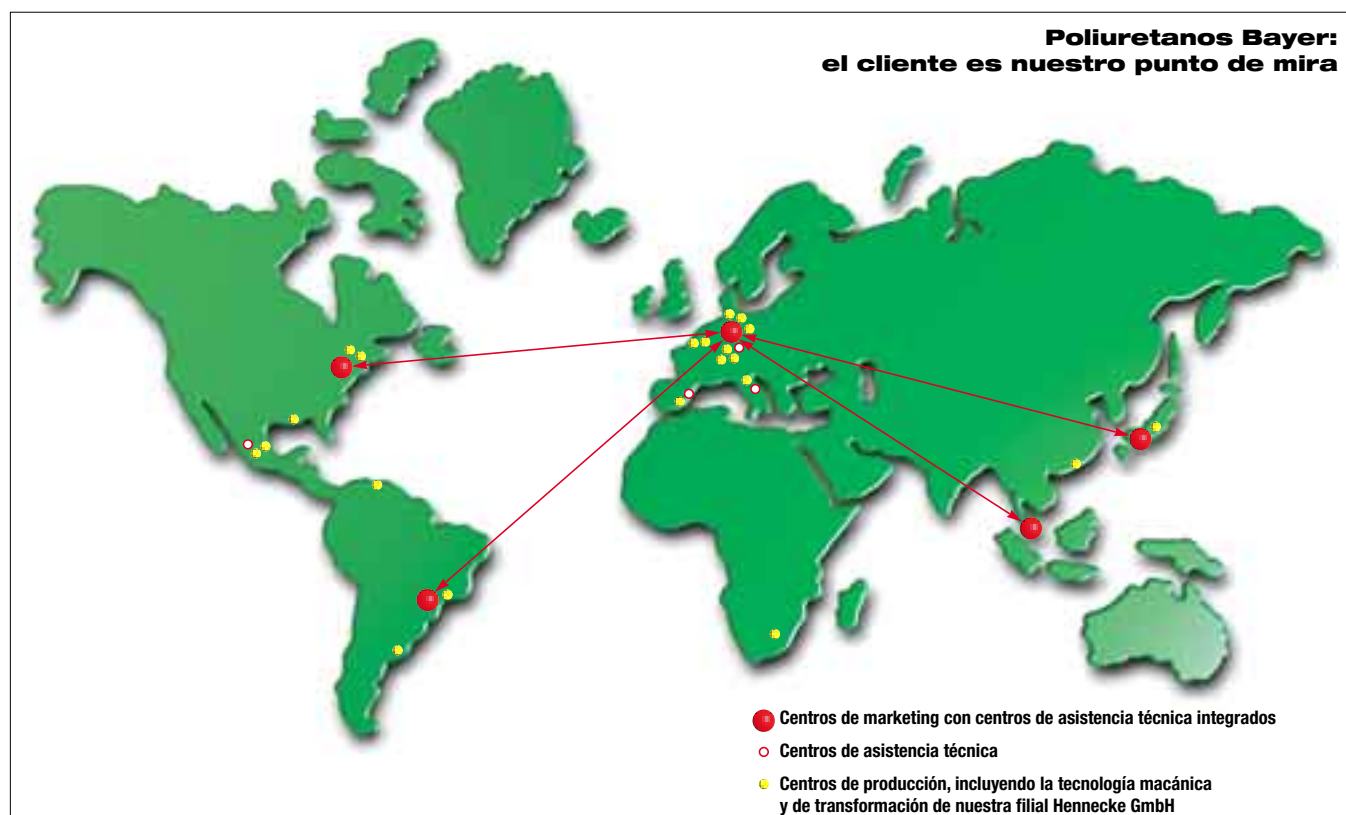 Poliuretanos Bayer:
el cliente es nuestro punto de mira
Centros de marketing con centros de asistencia técnica integrados
Centros de asistencia técnica
Centros de producción, incluyendo la tecnología macánica
y de transformación de nuestra filial Hennecke GmbH